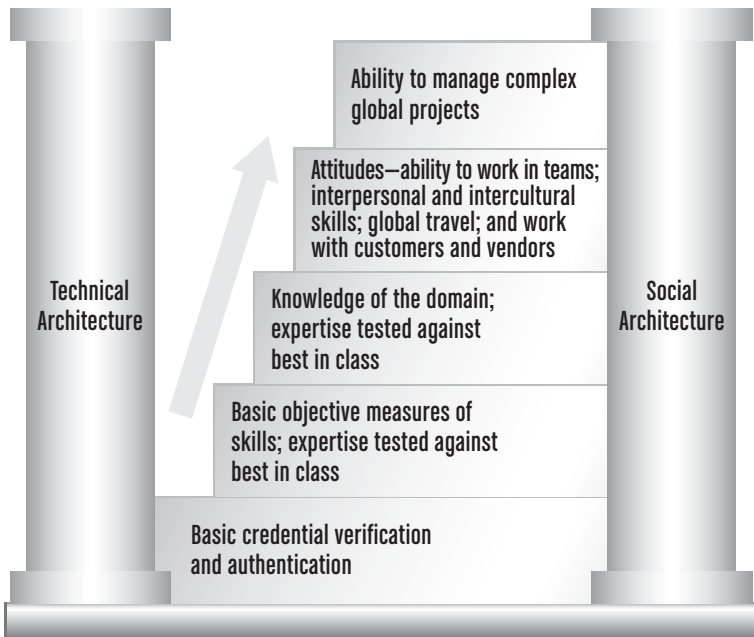 Ability to manage complex
global projects
Attitudes—ability to work in teams;
interpersonal and intercultural
skills; global travel; and work
with customers and vendors
Technical
Architecture
Knowledge of the domain;
expertise tested against
best in class
Social
Architecture
Basic objective measures of
skills; expertise tested against
best in class
Basic credential verification
and authentication